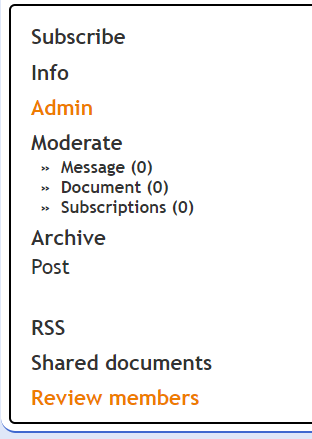 Subscribe
Info
Admin
Moderate
» Message (0)
» Document (0)
» Subscriptions (0)
Archive
Post
RSS
Shared documents
Review members